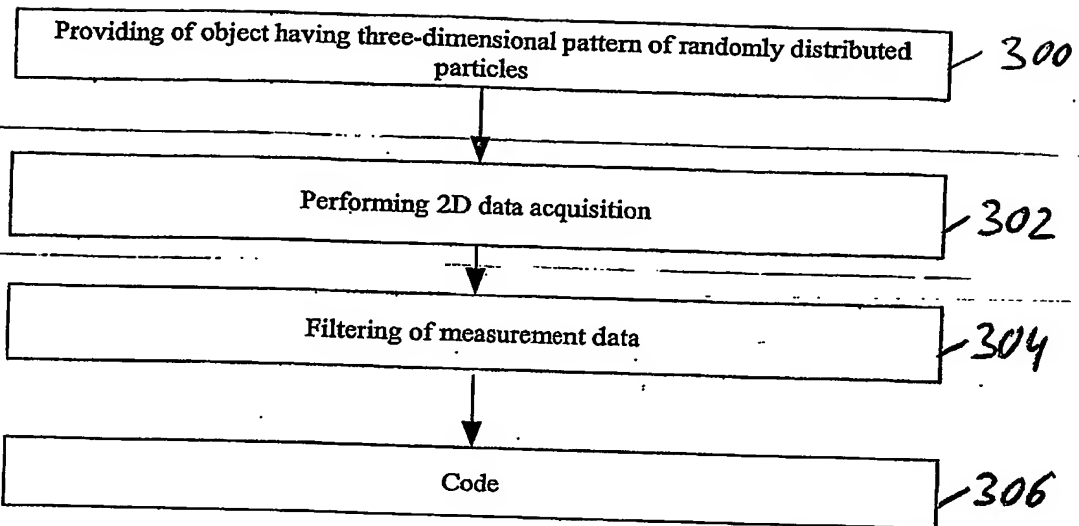 Providing of object having three-dimensional pattern of randomly distributed
particles
300
Performing 2D data acquisition
302
Filtering of measurement data
304
Code
306